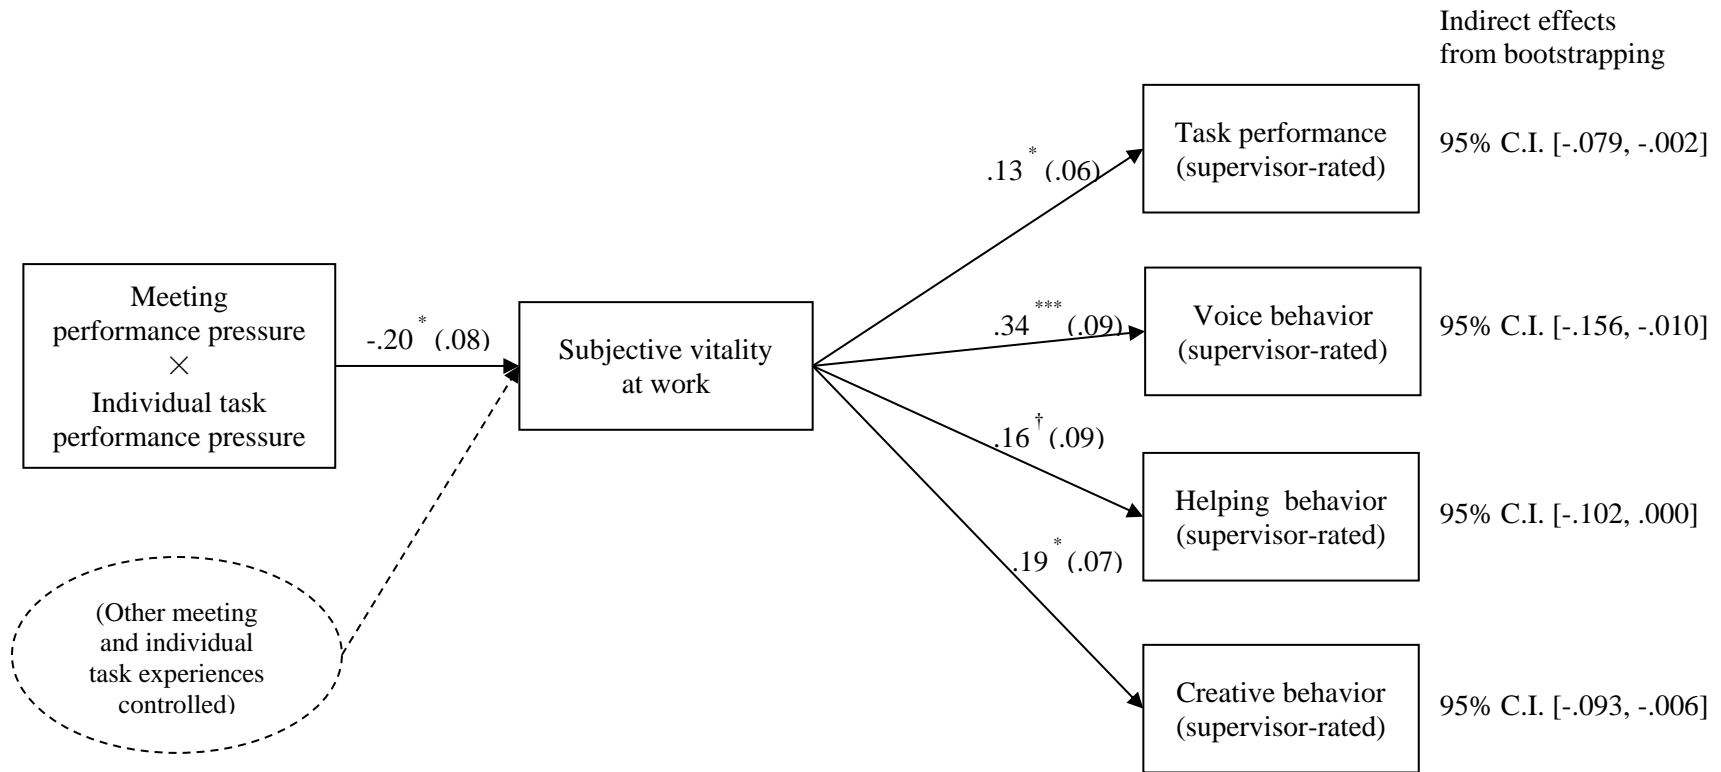 Indirect effects
from bootstrapping
Task performance
(supervisor-rated)
95% C.I. [-.079, -.002]
.13 * (.06)
Meeting
performance pressure
×
Individual task
performance pressure
-.20 * (.08)
Subjective vitality
at work
.34 *** (.09)
Voice behavior
(supervisor-rated)
95% C.I. [-.156, -.010]
.16 † (.09)
Helping behavior
(supervisor-rated)
95% C.I. [-.102, .000]
.19 * (.07)
(Other meeting
and individual
task experiences
controlled)
Creative behavior
(supervisor-rated)
95% C.I. [-.093, -.006]